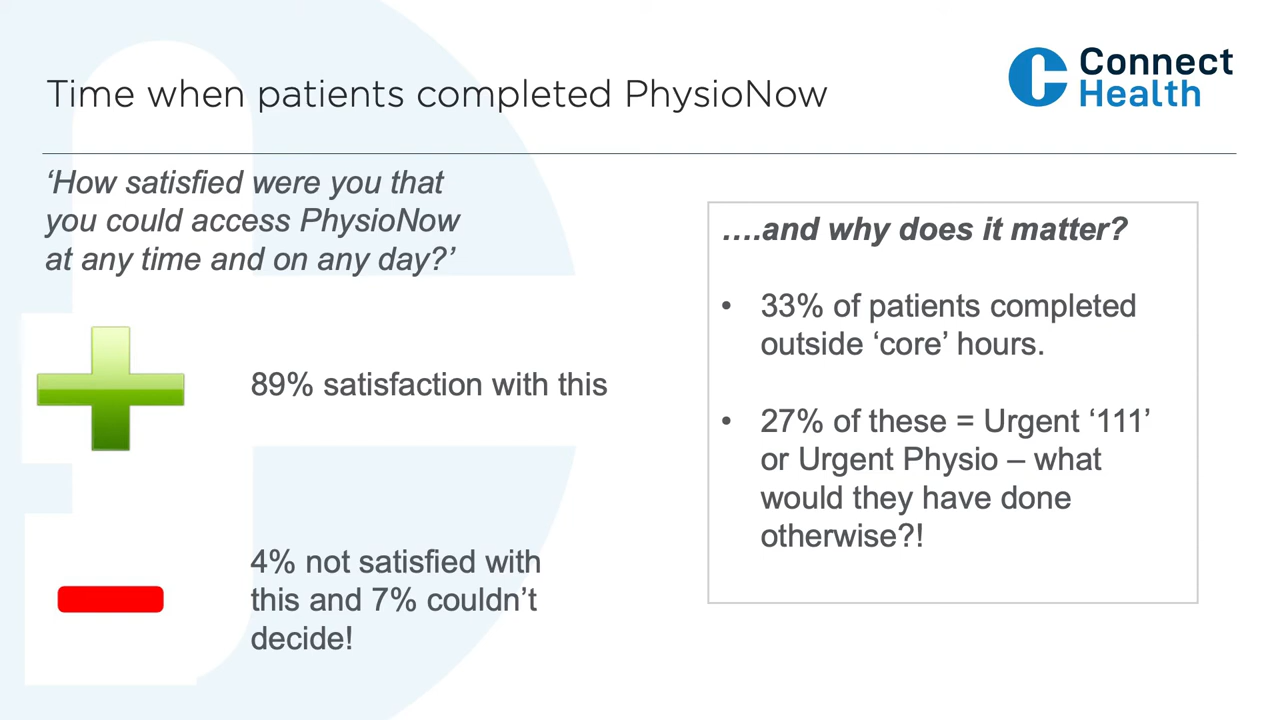 Time when patients completed PhysioNow
Connect
Health
‘How satisfied were you that
you could access PhysioNow
at any time and on any day?’
89% satisfaction with this
4% not satisfied with
this and 7% couldn’t
decide!
….and why does it matter?
• 33% of patients completed
outside ‘core’ hours.
• 27% of these = Urgent ‘111’
or Urgent Physio – what
would they have done
otherwise?!